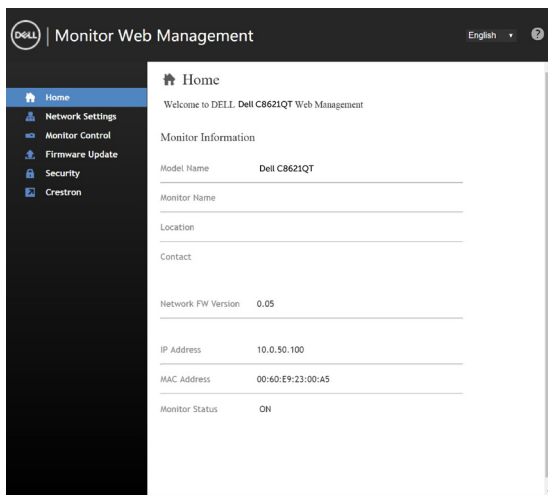 DELL | Monitor Web Management
English
?
Home
Network Settings
Monitor Control
Firmware Update
Security
Crestron
Home
Welcome to DELL Dell C8621QT Web Management
Monitor Information
Model Name Dell C8621QT
Monitor Name
Location
Contact
Network FW Version 0.05
IP Address 10.0.50.100
MAC Address 00:60:E9:23:00:A5
Monitor Status ON